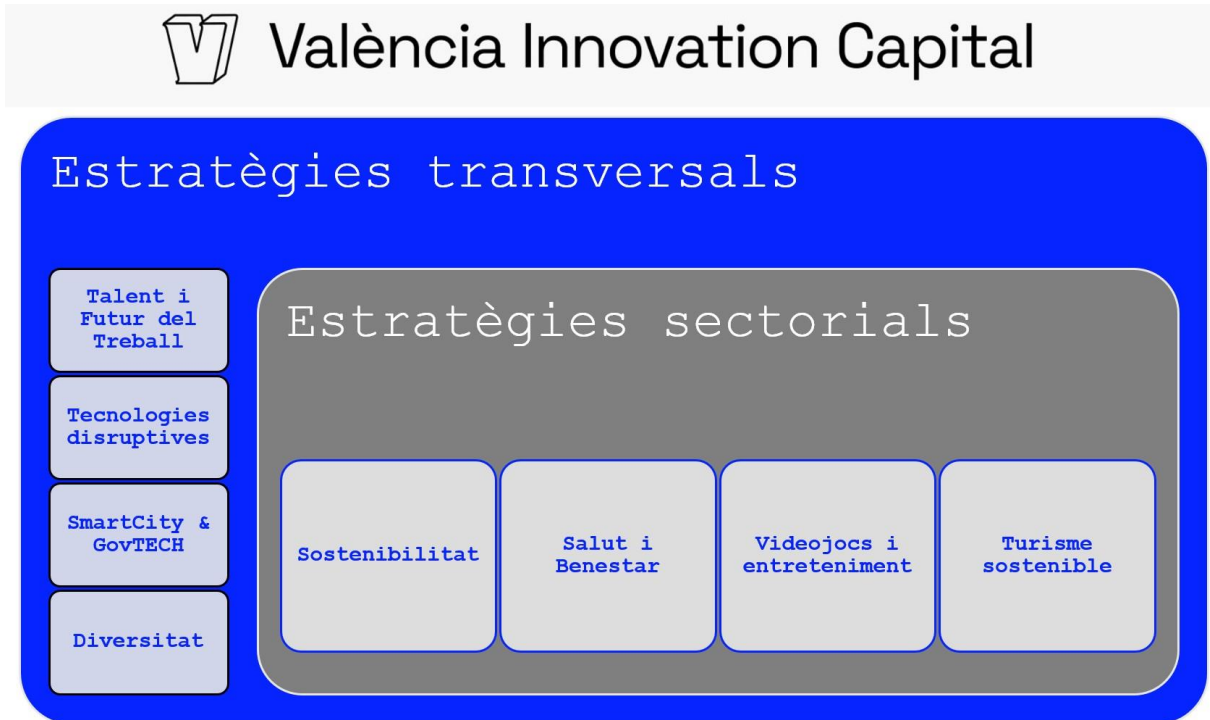 València Innovation Capital
Estratègies transversals
Talent i
Futur del
Treball
Tecnologies
disruptives
SmartCity &
GovTECH
Diversitat
Estratègies sectorials
Sostenibilitat
Salut i
Benestar
Videojocs i
entreteniment
Turisme
sostenible